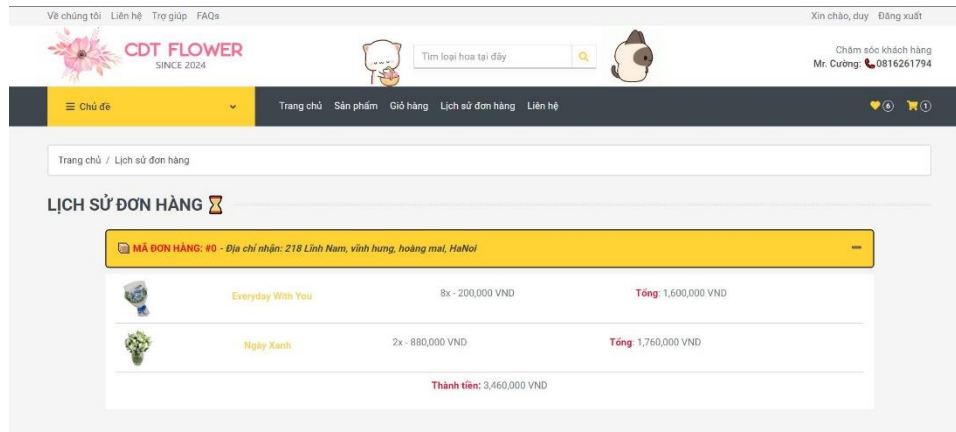 Về chúng tôi Liên hệ Trợ giúp FAQs
Xin chào, duy Đăng xuất
CDT FLOWER
SINCE 2024
Tìm loại hoa tại đây
Chăm sóc khách hàng
Mr. Cường: 0816261794
Chủ đề
Trang chủ Sản phẩm Giỏ hàng Lịch sử đơn hàng Liên hệ
6 1
Trang chủ / Lịch sử đơn hàng
LỊCH SỬ ĐƠN HÀNG
MÃ ĐƠN HÀNG: #0 - Địa chỉ nhận: 218 Lĩnh Nam, vĩnh hưng, hoàng mai, HaNoi
Everyday With You 8x - 200,000 VND Tổng: 1,600,000 VND
Ngày Xanh 2x - 880,000 VND Tổng: 1,760,000 VND
Thành tiền: 3,460,000 VND